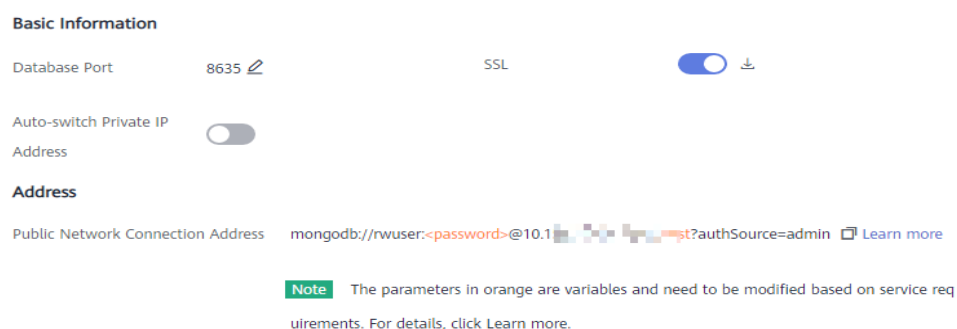 Basic Information
Database Port 8635 SSL
Auto-switch Private IP
Address
Address
Public Network Connection Address mongodb://rwuser:<password>@10.1 st?authSource=admin Learn more
Note The parameters in orange are variables and need to be modified based on service req
uirements. For details, click Learn more.